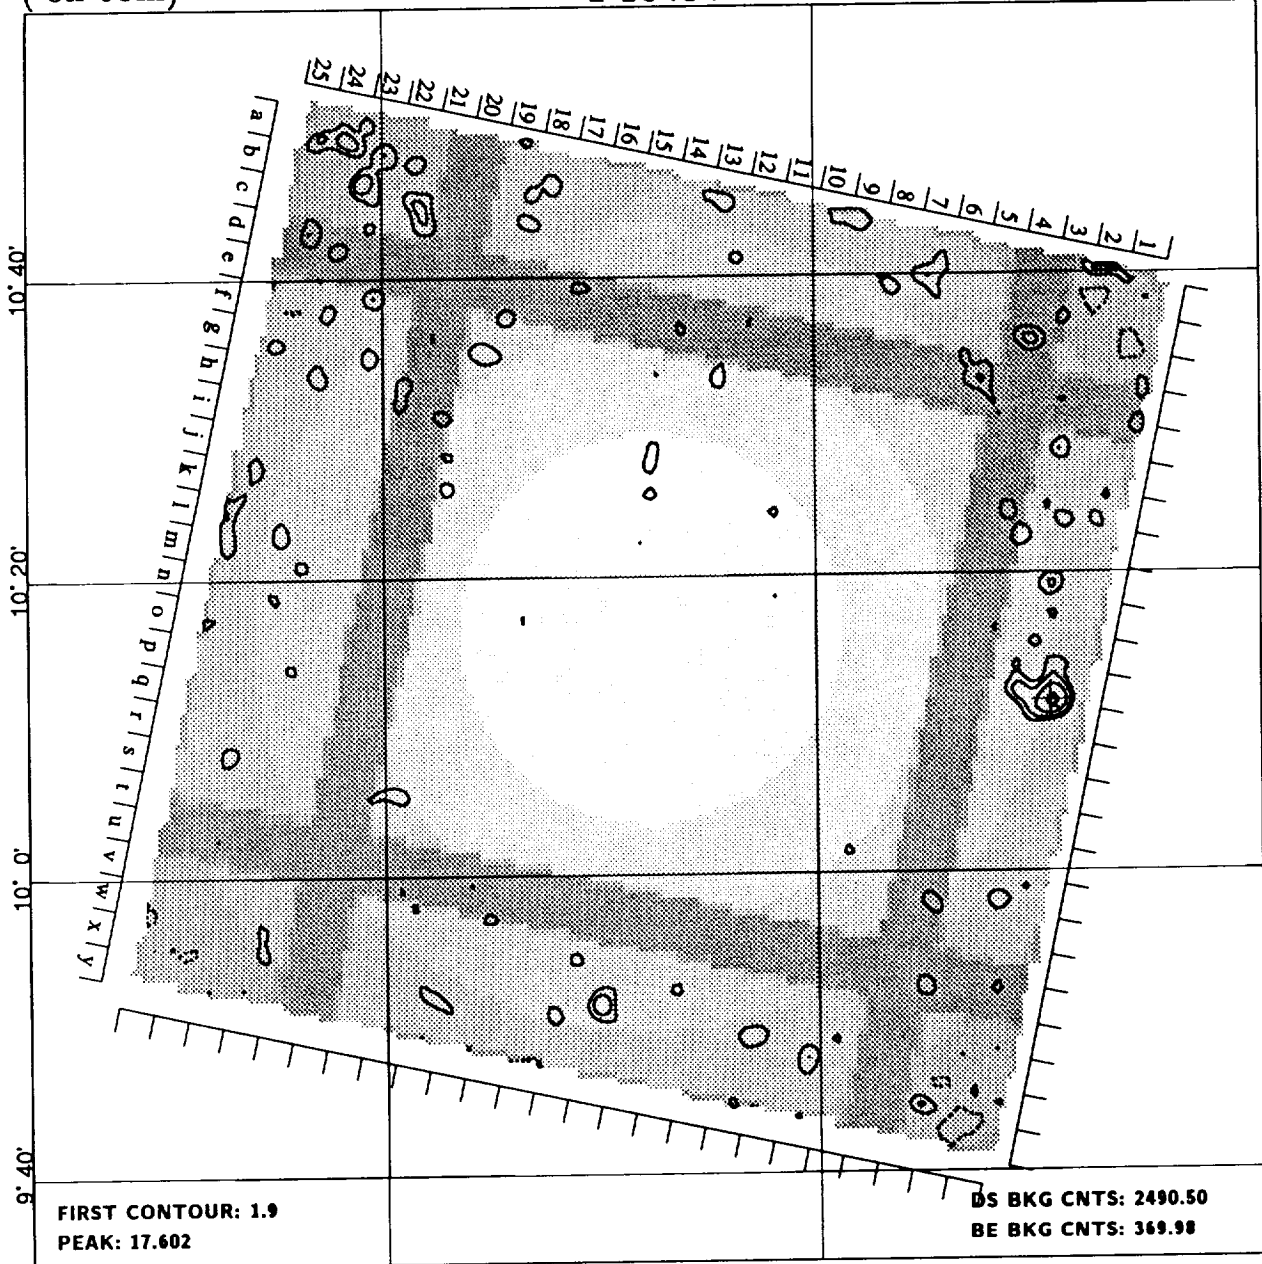 25 24 23 22 21 20 19 18 17 16 15 14 13 12 11 10 9 8 7 6 5 4 3 2 1
a b c d e f g h i j k l m n o p q r s t u v w x y
10° 40'
10° 20'
10° 0'
9° 40'
FIRST CONTOUR: 1.9
PEAK: 17.602
DS BKG CNTS: 2490.50
BE BKG CNTS: 369.98